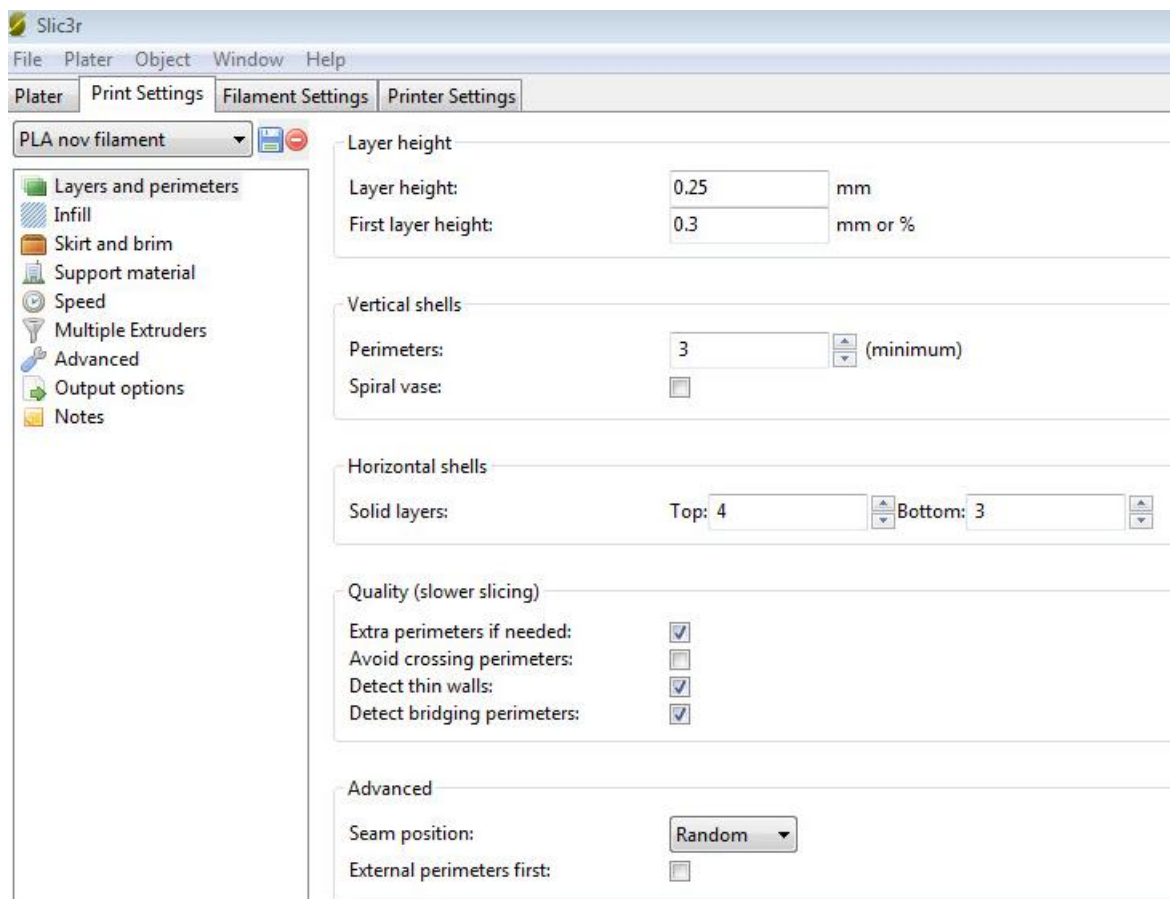 Slic3r
File Plater Object Window Help
Plater Print Settings Filament Settings Printer Settings
PLA nov filament
Layers and perimeters
Infill
Skirt and brim
Support material
Speed
Multiple Extruders
Advanced
Output options
Notes
Layer height
Layer height: 0.25 mm
First layer height: 0.3 mm or %
Vertical shells
Perimeters: 3 (minimum)
Spiral vase:
Horizontal shells
Solid layers: Top: 4 Bottom: 3
Quality (slower slicing)
Extra perimeters if needed:
Avoid crossing perimeters:
Detect thin walls:
Detect bridging perimeters:
Advanced
Seam position: Random
External perimeters first: